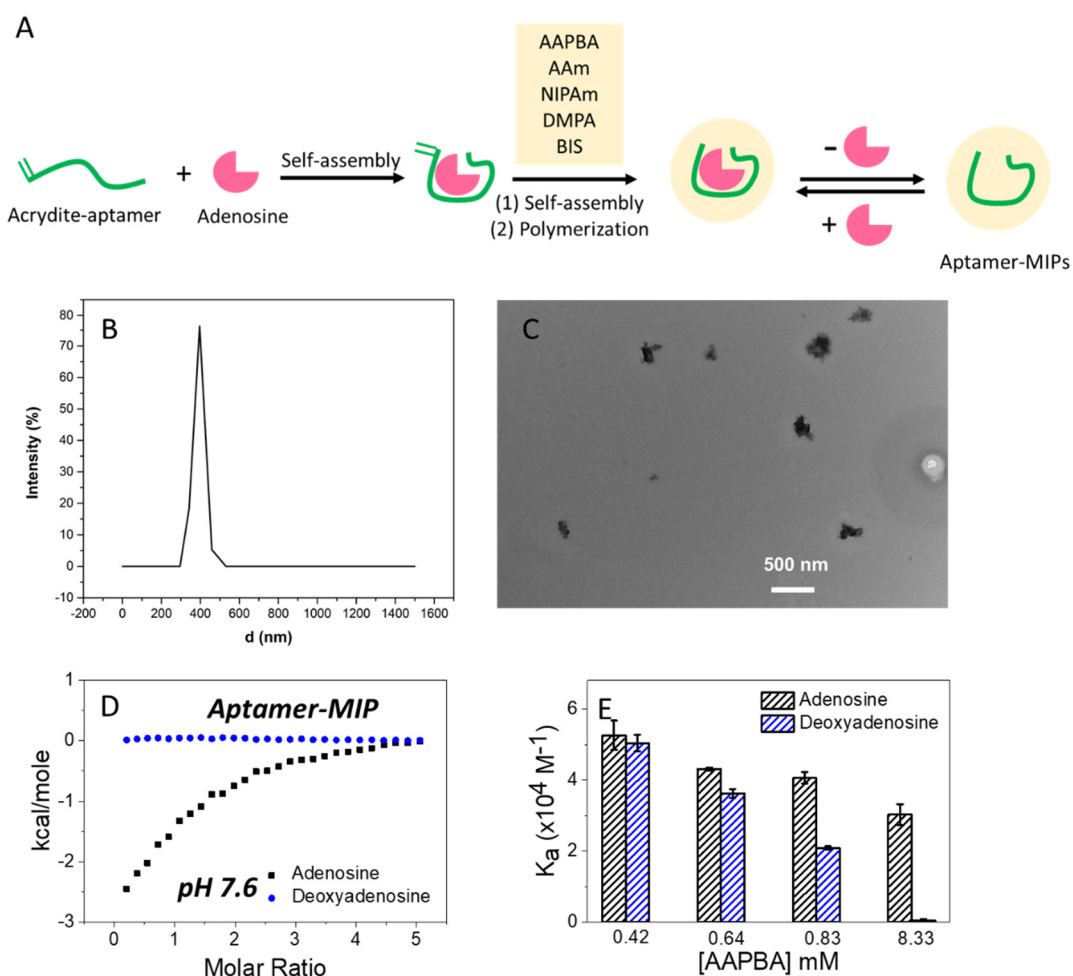 A
AAPBA
AAm
NIPAm
DMPA
BIS
Acrydite-aptamer
+
Adenosine
Self-assembly
(1) Self-assembly
(2) Polymerization
-
+
Aptamer-MIPs
B
Intensity (%)
80
70
60
50
40
30
20
10
0
-10
-200 0 200 400 600 800 1000 1200 1400 1600
d (nm)
C
500 nm
D
Aptamer-MIP
kcal/mole
1
0
-1
-2
-3
pH 7.6
Adenosine
Deoxyadenosine
0 1 2 3 4 5
Molar Ratio
E
Adenosine
Deoxyadenosine
Ka (x10⁴ M⁻¹)
6
4
2
0
0.42 0.64 0.83 8.33
[AAPBA] mM